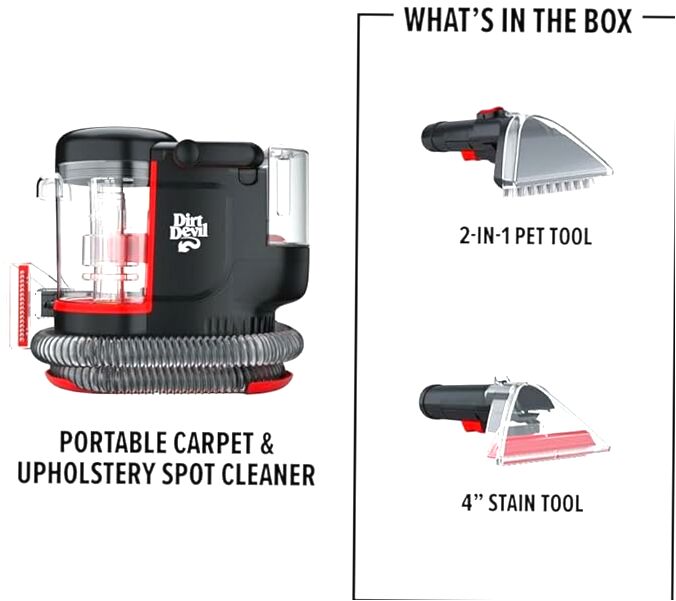 WHAT'S IN THE BOX
Dirt
Devil
2-IN-1 PET TOOL
PORTABLE CARPET &
UPHOLSTERY SPOT CLEANER
4” STAIN TOOL